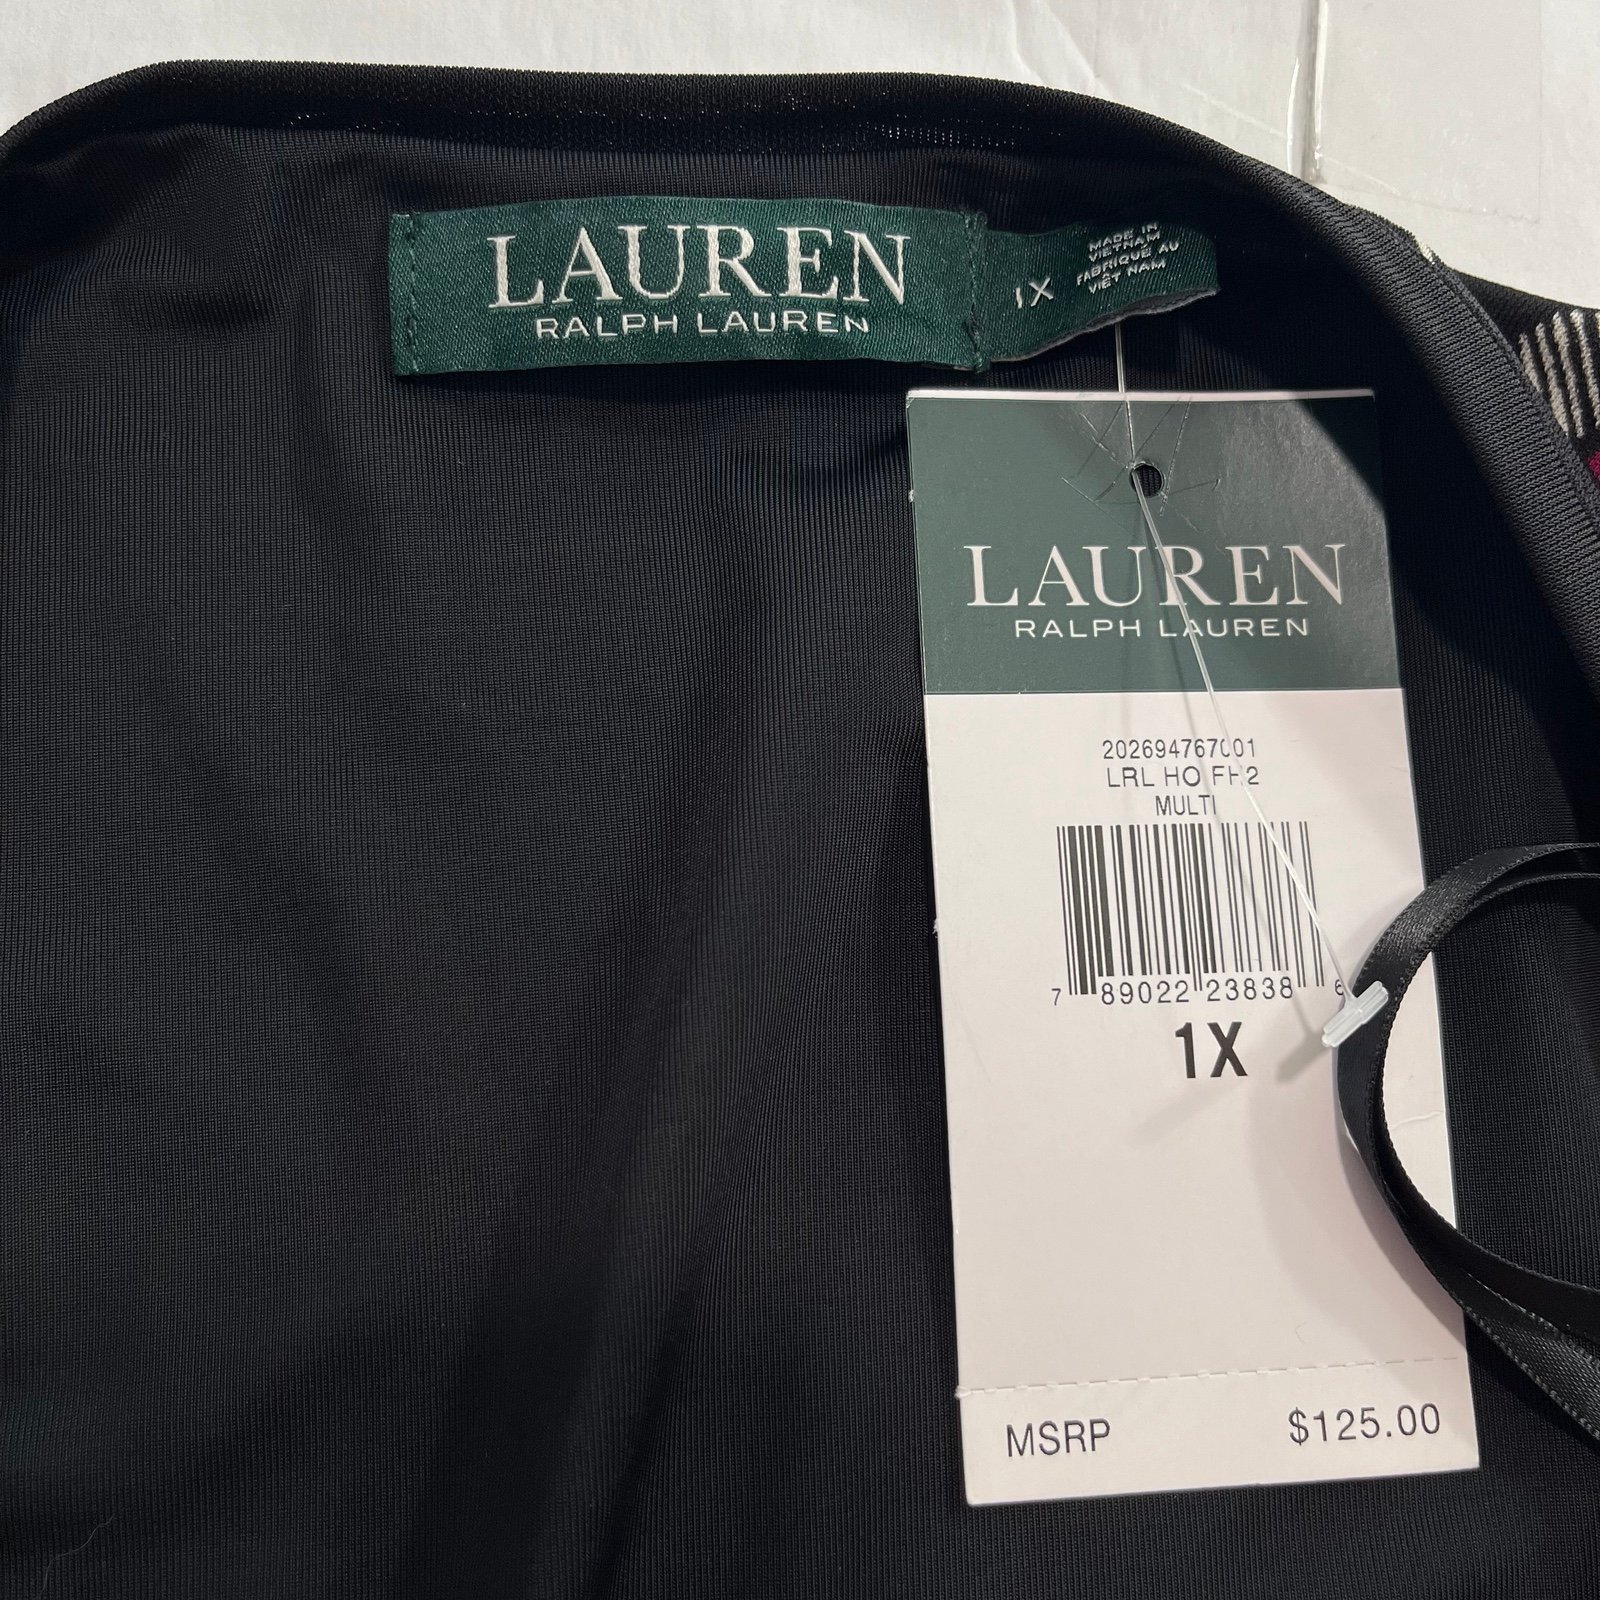 LAUREN
RALPH LAUREN
1X
MADE IN
VIETNAM
FABRIQUÉ AU
VIÊT NAM
LAUREN
RALPH LAUREN
202694767001
LRL HO FH2
MULTI
7 89022 23838 6
1X
MSRP $125.00